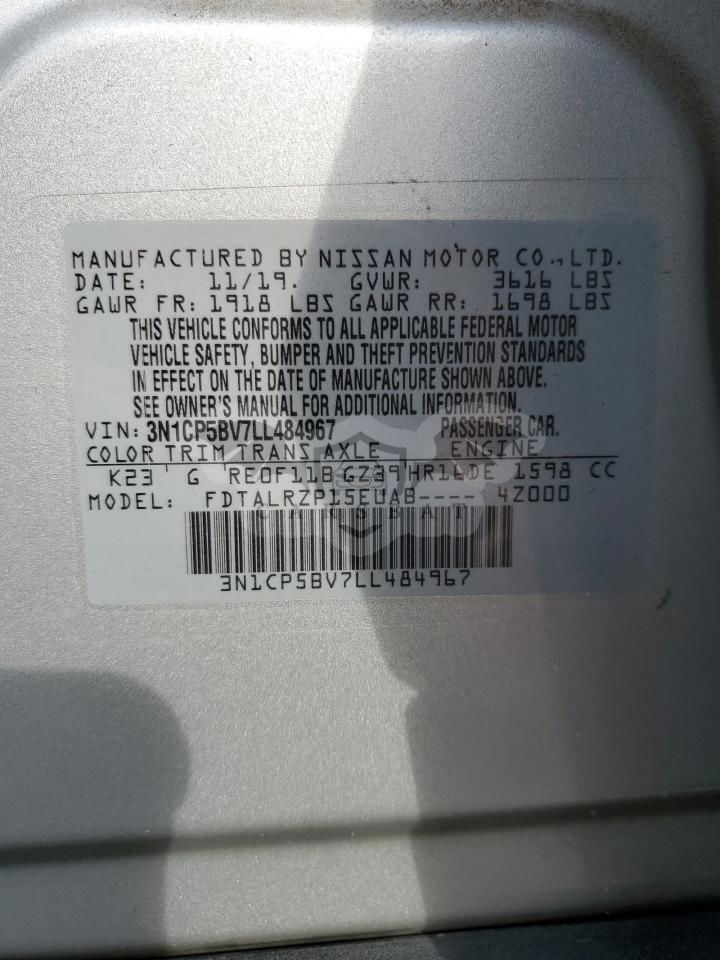 MANUFACTURED BY NISSAN MOTOR CO., LTD.
DATE: 11/19. GVWR: 3616 LBS
GAWR FR: 1918 LBS GAWR RR: 1698 LBS
THIS VEHICLE CONFORMS TO ALL APPLICABLE FEDERAL MOTOR
VEHICLE SAFETY, BUMPER AND THEFT PREVENTION STANDARDS
IN EFFECT ON THE DATE OF MANUFACTURE SHOWN ABOVE.
SEE OWNER'S MANUAL FOR ADDITIONAL INFORMATION.
VIN: 3N1CP5BV7LL484967 PASSENGER CAR.
COLOR TRIM TRANS AXLE ENGINE
K23 G RE0F11B GZ39 HR16DE 1598 CC
MODEL: FDTALRZP15EUAB---- 4Z000
3N1CP5BV7LL484967